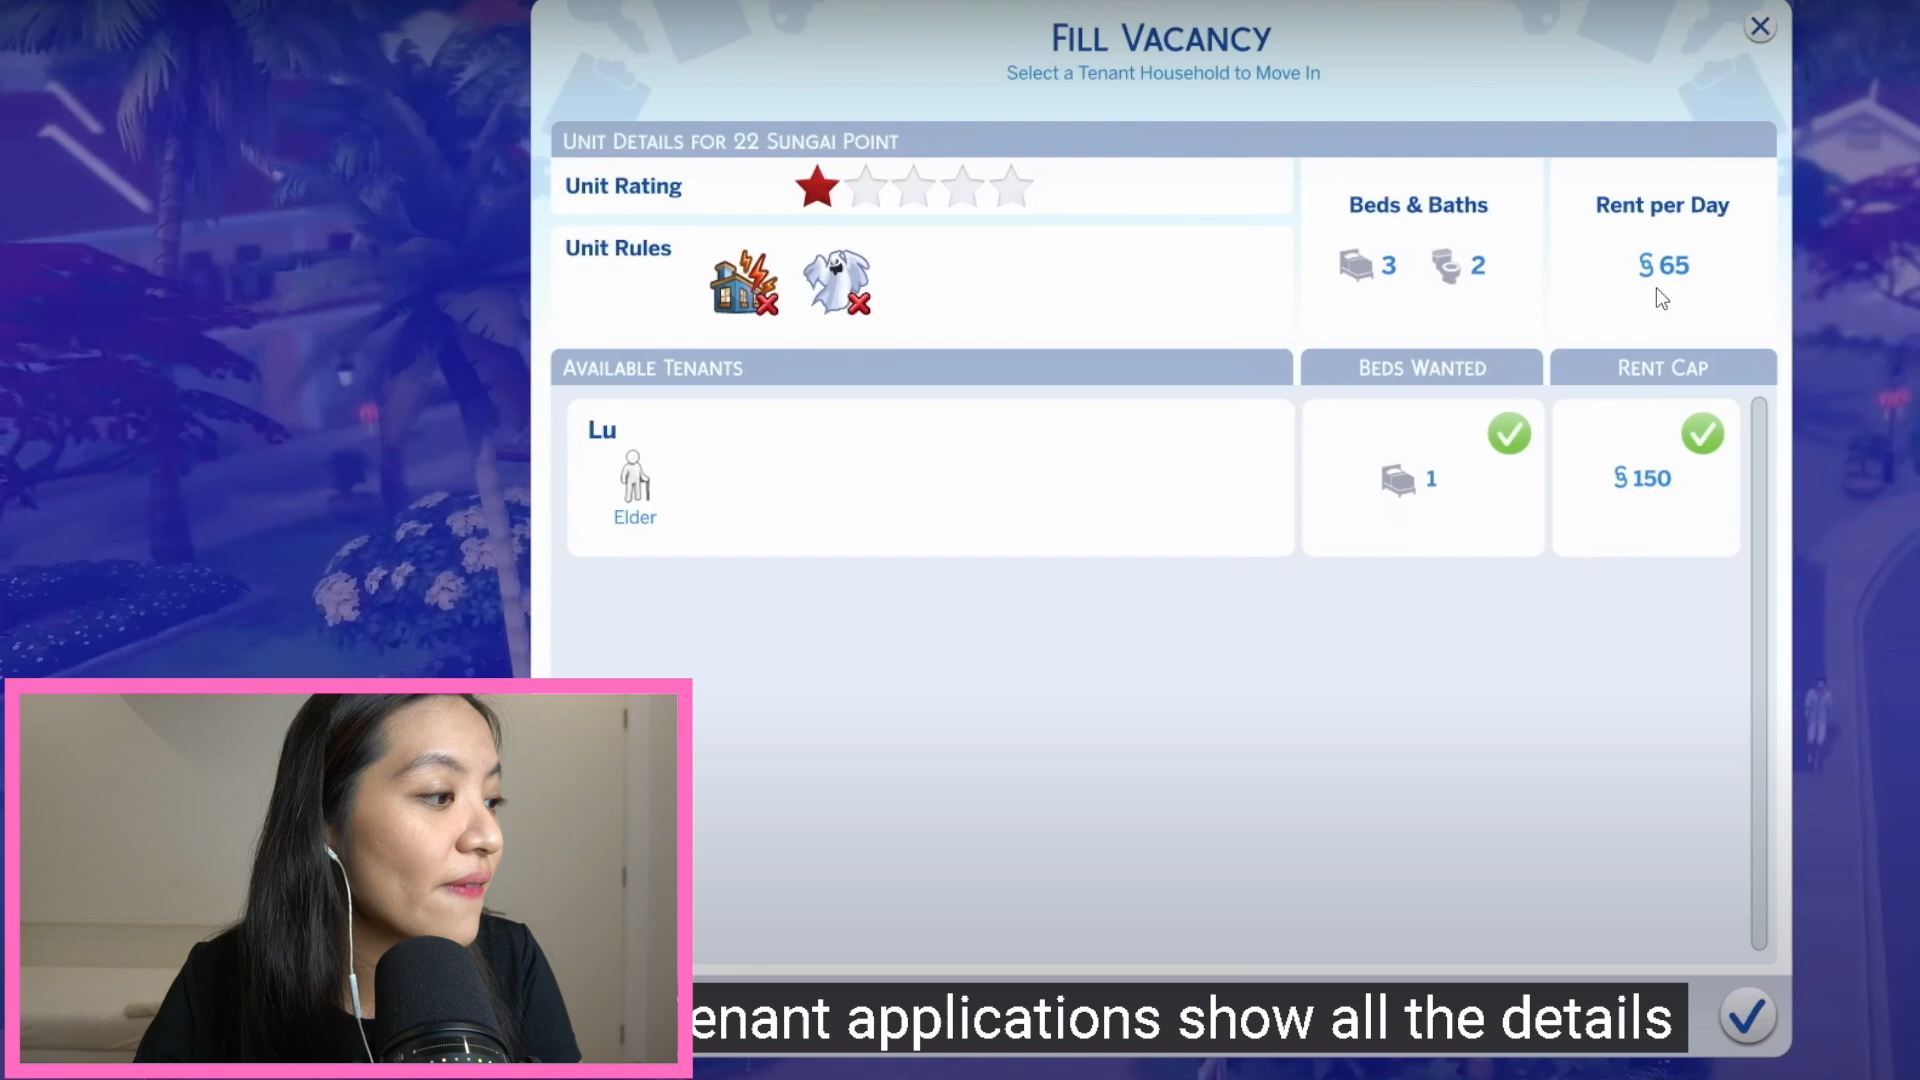 FILL VACANCY
Select a Tenant Household to Move In
UNIT DETAILS FOR 22 SUNGAI POINT
Unit Rating
Unit Rules
Beds & Baths
3 2
Rent per Day
§65
AVAILABLE TENANTS
BEDS WANTED
RENT CAP
Lu
Elder
1
§150
enant applications show all the details